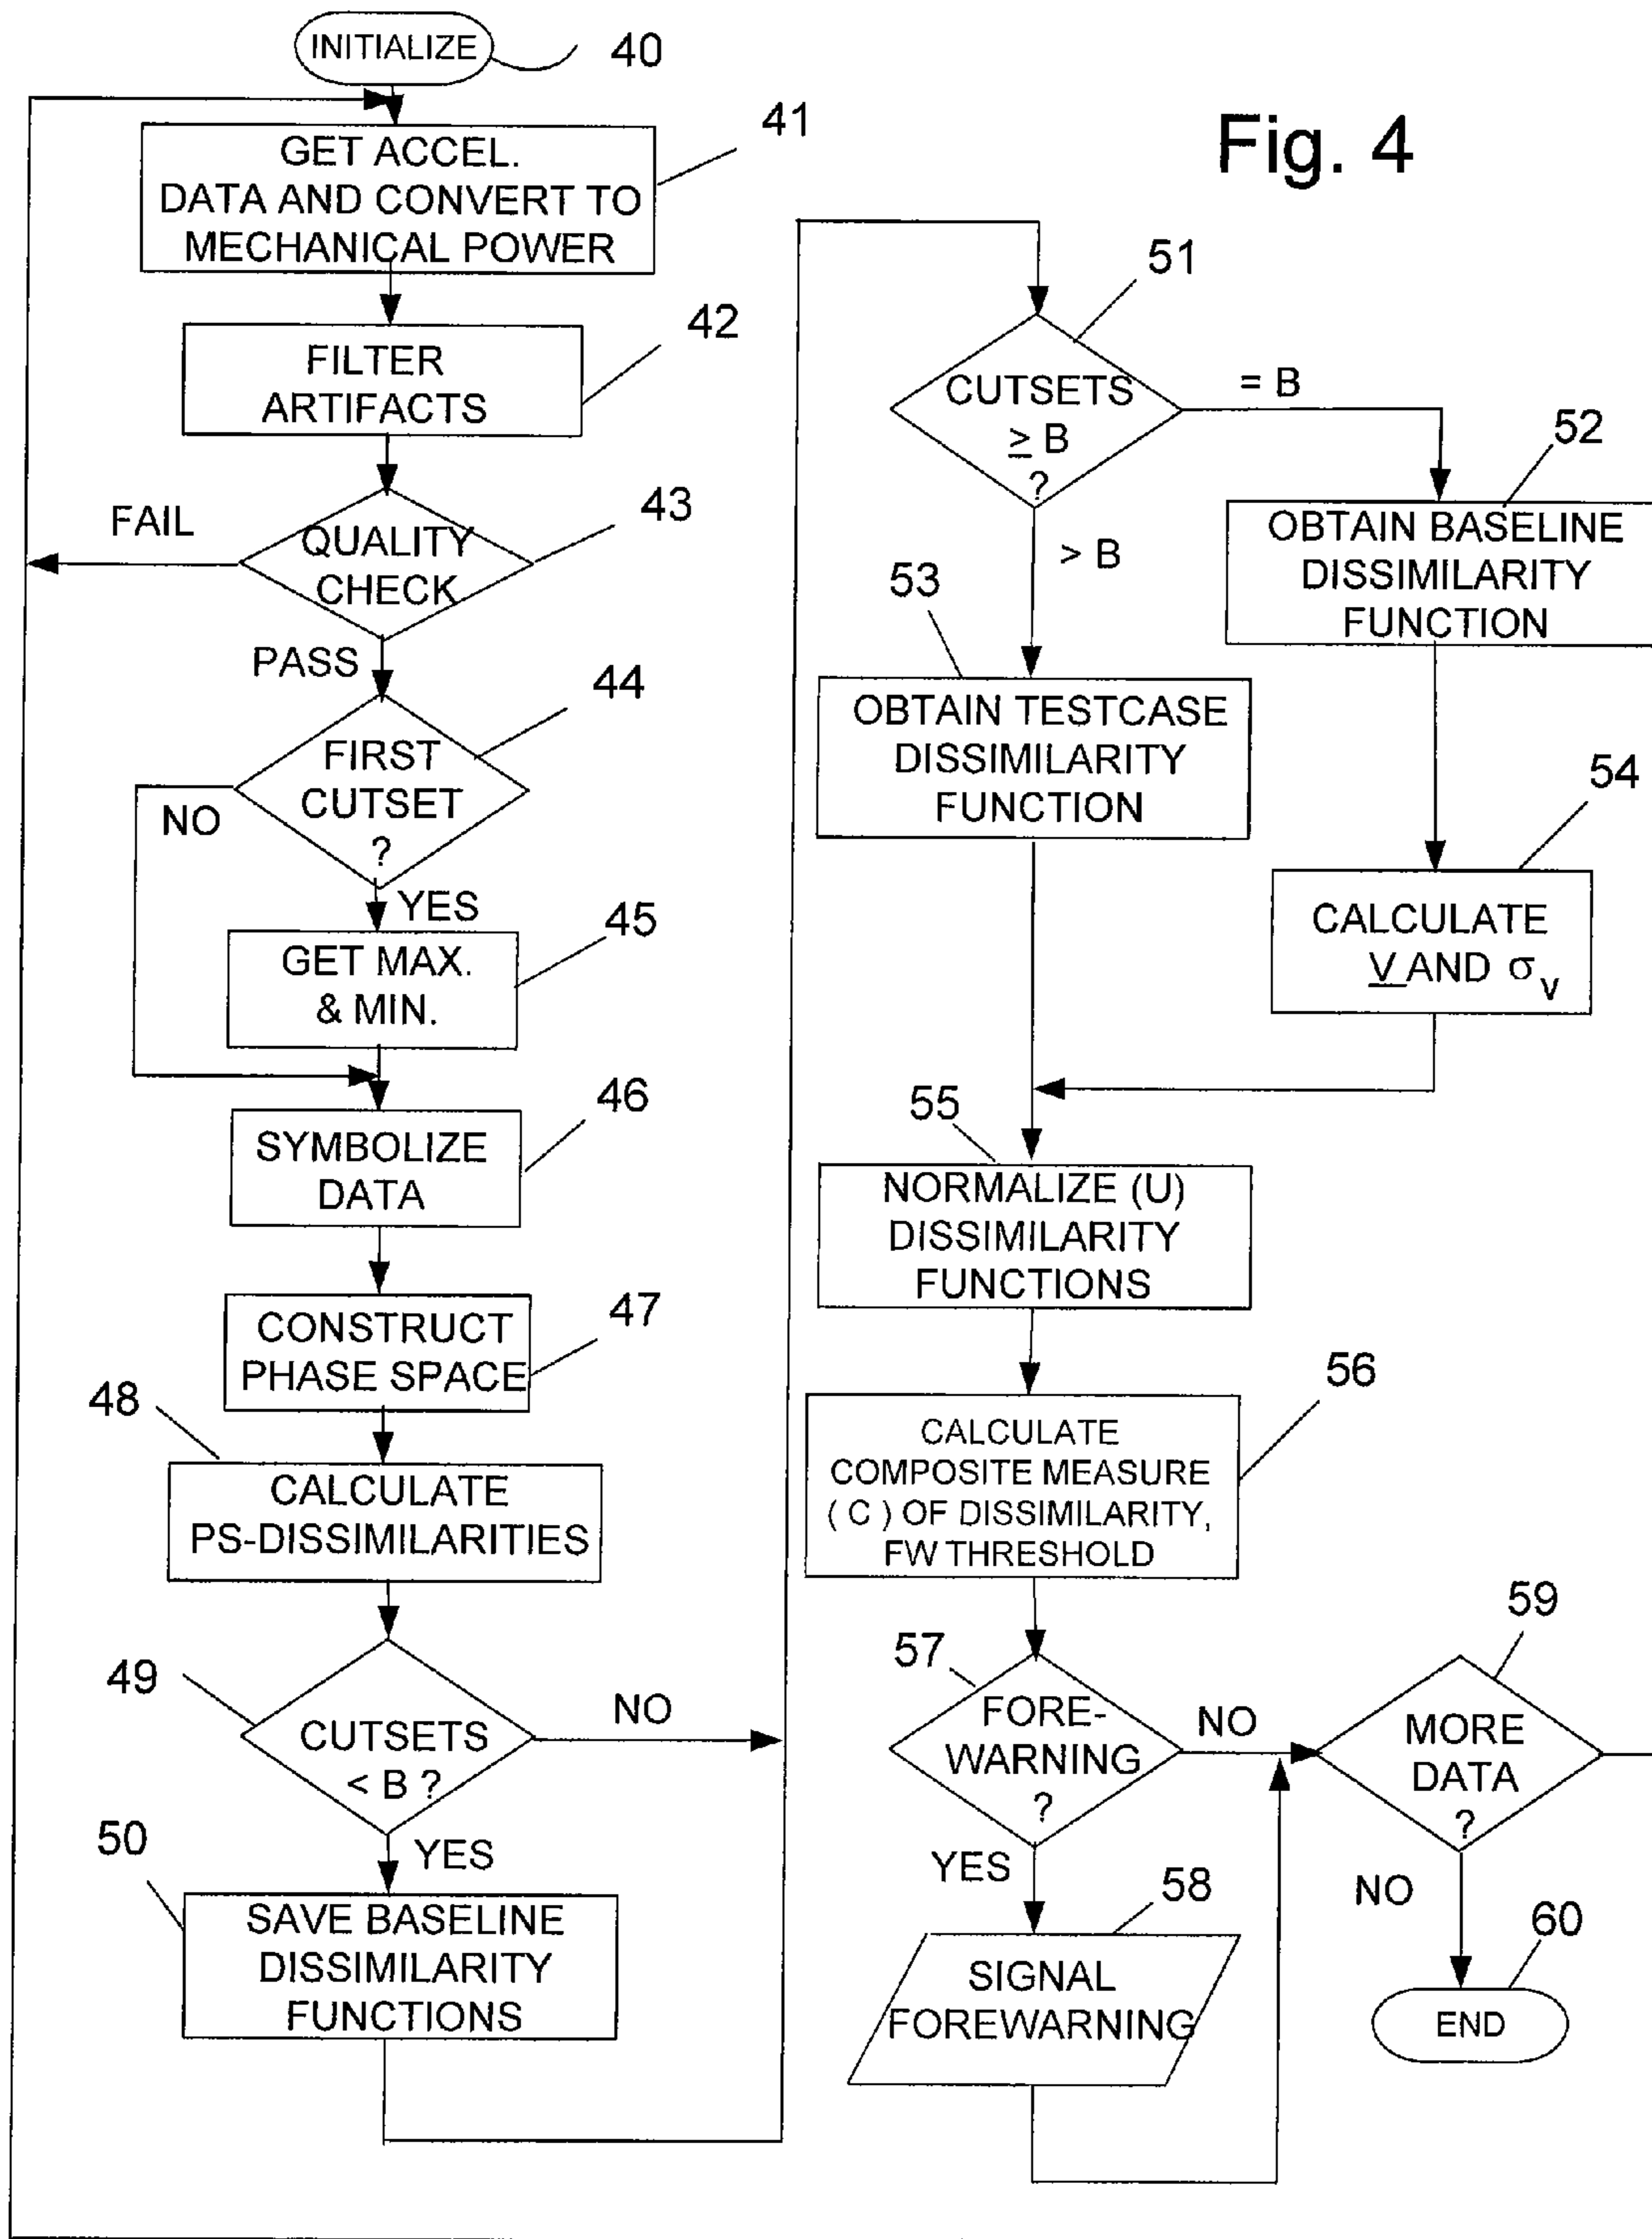 Fig. 4
INITIALIZE
40
GET ACCEL.
DATA AND CONVERT TO
MECHANICAL POWER
41
FILTER
ARTIFACTS
42
QUALITY
CHECK
43
FAIL
PASS
FIRST
CUTSET
?
44
NO
YES
GET MAX.
& MIN.
45
SYMBOLIZE
DATA
46
CONSTRUCT
PHASE SPACE
47
CALCULATE
PS-DISSIMILARITIES
48
CUTSETS
< B ?
49
NO
YES
SAVE BASELINE
DISSIMILARITY
FUNCTIONS
50
CUTSETS
≥ B
?
51
= B
> B
OBTAIN BASELINE
DISSIMILARITY
FUNCTION
52
OBTAIN TESTCASE
DISSIMILARITY
FUNCTION
53
CALCULATE
V AND σv
54
NORMALIZE (U)
DISSIMILARITY
FUNCTIONS
55
CALCULATE
COMPOSITE MEASURE
( C ) OF DISSIMILARITY,
FW THRESHOLD
56
FORE-
WARNING
?
57
NO
YES
SIGNAL
FOREWARNING
58
MORE
DATA
?
59
NO
END
60